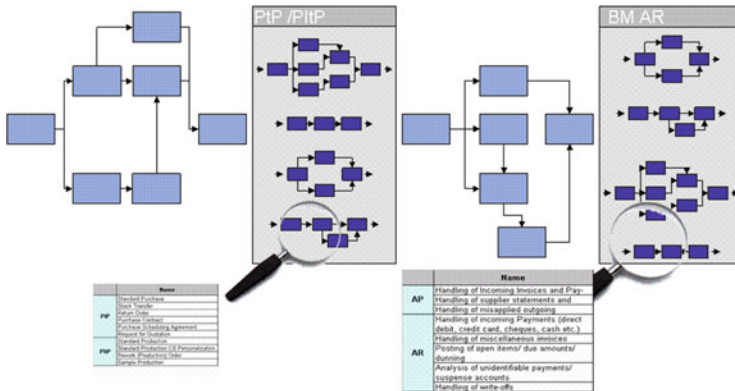 PtP /PltP
BM AR
Name
PtP
Standard Purchase
Stock Transfer
Return Order
Purchase Contract
Purchase Scheduling Agreement
Request for Quotation
Standard Production
Standard Production CS-Personalization
Rework (Production) Order
Sample Production
Name
AP
Handling of Incoming Invoices and Pay-
Handling of supplier statements and
Handling of misapplied outgoing
AR
Handling of incoming Payments (direct
debit, credit card, cheques, cash etc.)
Handling of miscellaneous invoices
Posting of open items/ due amounts/
dunning
Analysis of unidentifiable payments/
suspense accounts
Handling of write-offs